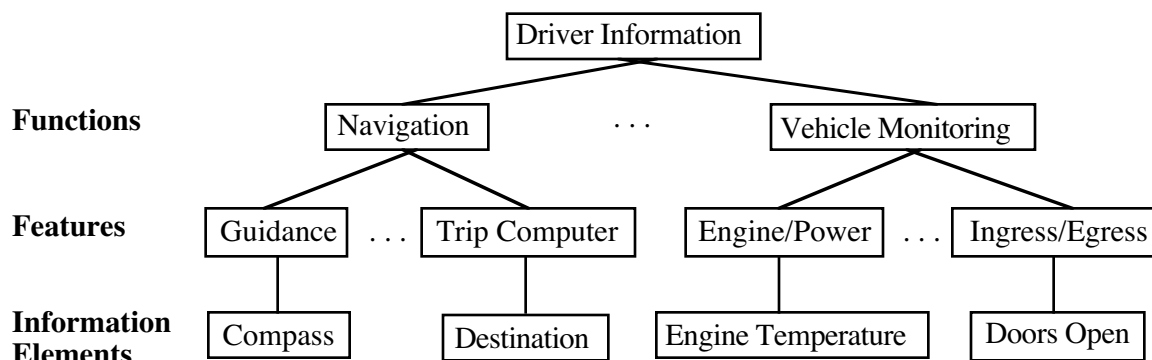 Driver Information
Functions
Navigation
. . .
Vehicle Monitoring
Features
Guidance
. . .
Trip Computer
Engine/Power
. . .
Ingress/Egress
Information
Elements
Compass
Destination
Engine Temperature
Doors Open